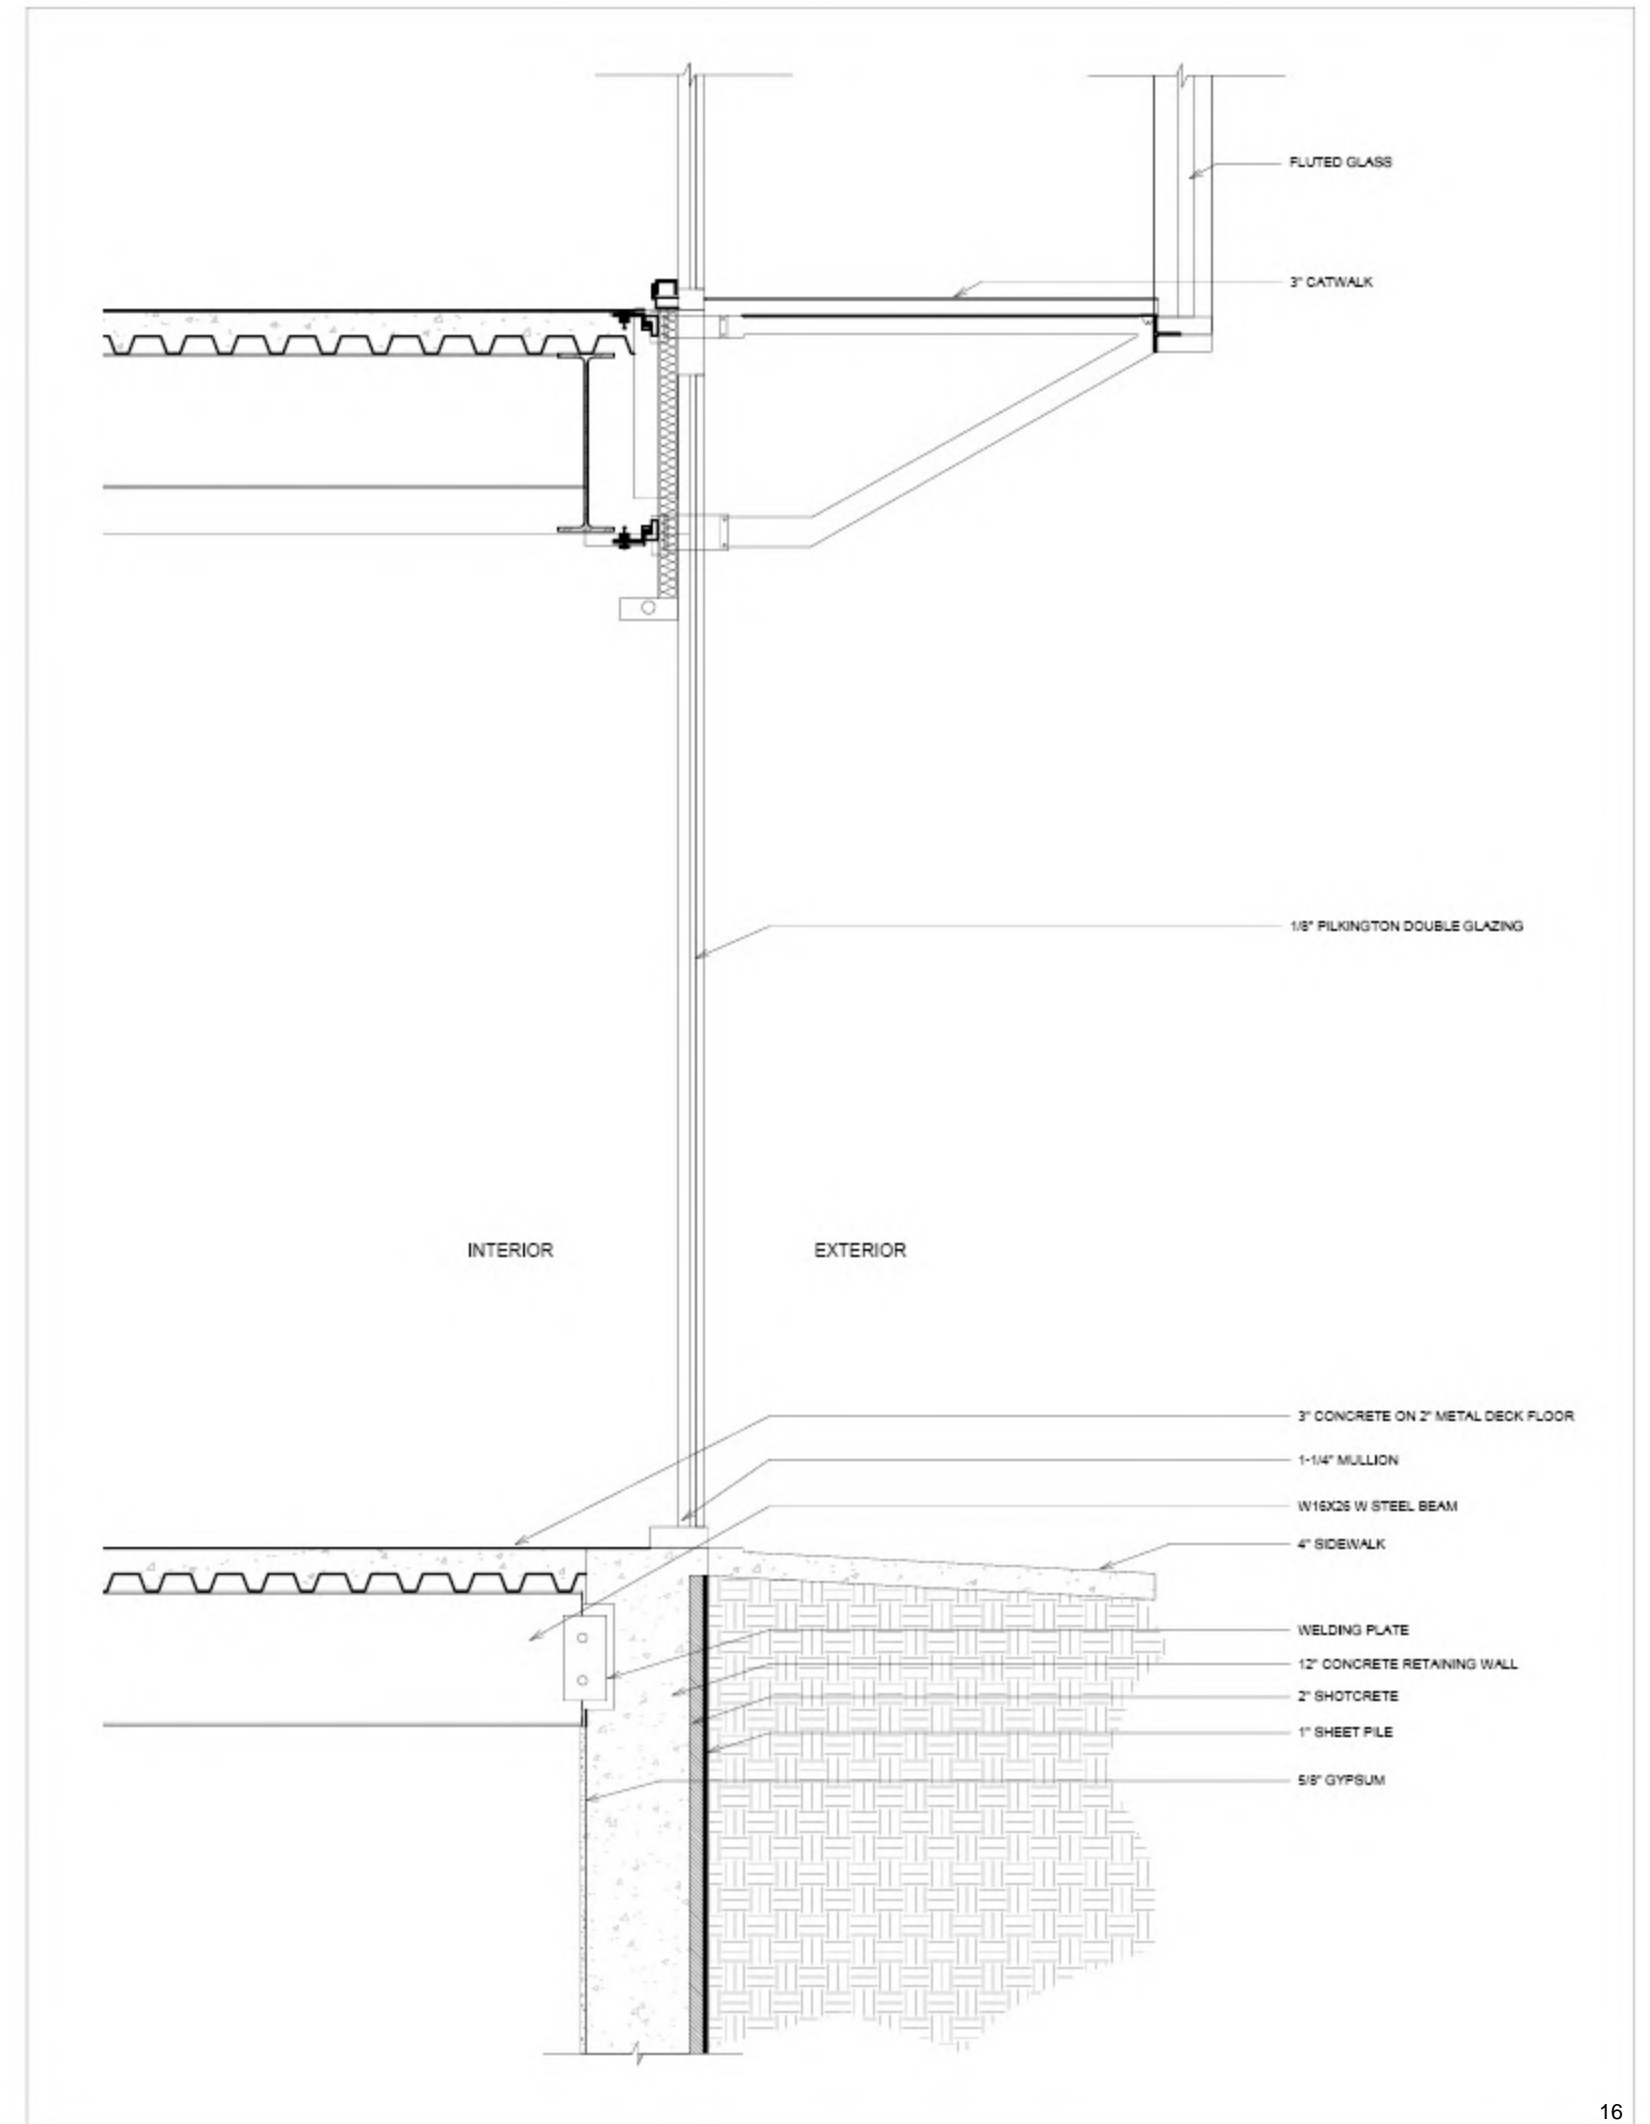 FLUTED GLASS
3" CATWALK
1/8" PILKINGTON DOUBLE GLAZING
INTERIOR
EXTERIOR
3" CONCRETE ON 2" METAL DECK FLOOR
1-1/4" MULLION
W16X26 W STEEL BEAM
4" SIDEWALK
WELDING PLATE
12" CONCRETE RETAINING WALL
2" SHOTCRETE
1" SHEET PILE
5/8" GYPSUM
16